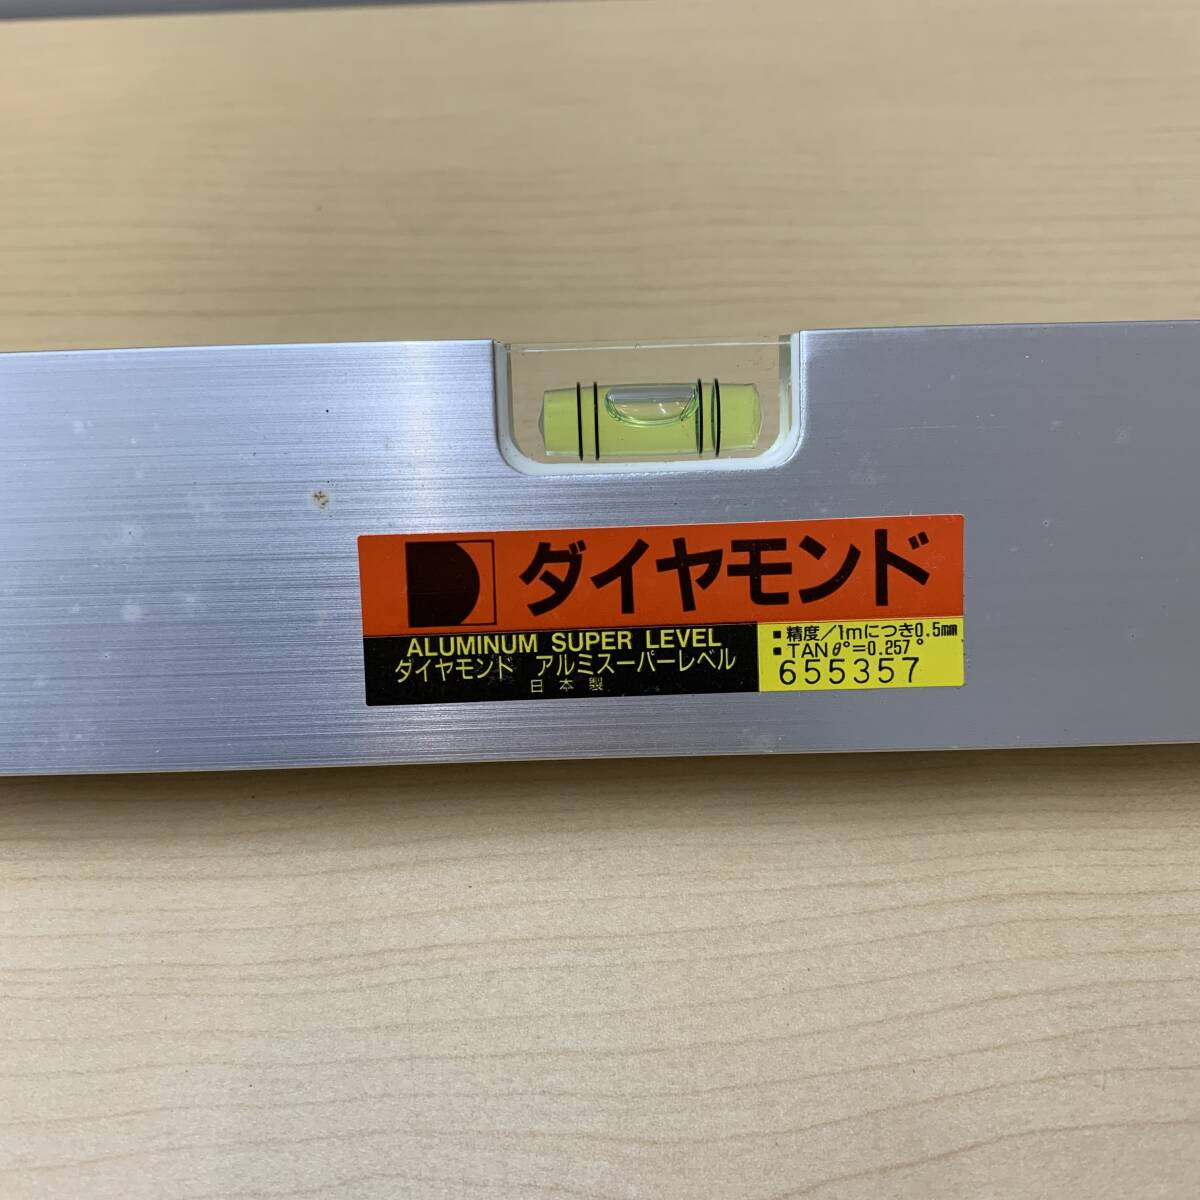 ダイヤモンド
ALUMINUM SUPER LEVEL
ダイヤモンド アルミスーパーレベル
日本製
■精度/1mにつき0.5mm
■TANθ°=0.257°
655357